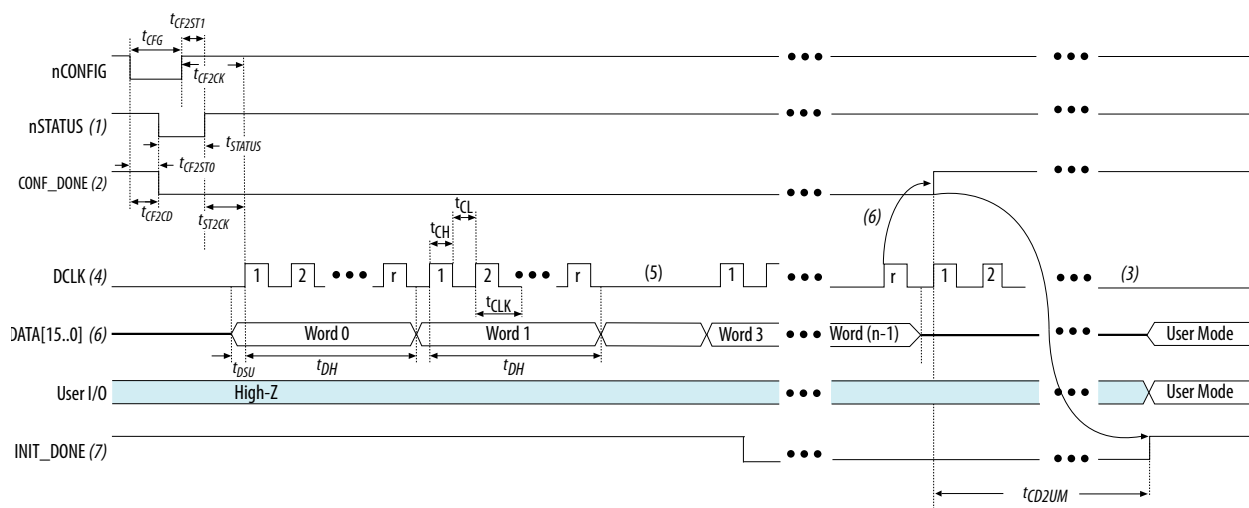 tCF2ST1
tCFG
nCONFIG
tCF2CK
nSTATUS (1)
tSTATUS
tCF2ST0
CONF_DONE (2)
tCF2CD
tST2CK
tCL
tCH
(6)
DCLK (4)
1 2 r 1 2 r (5) 1 r 1 2 (3)
tCLK
DATA[15..0] (6)
Word 0 Word 1 Word 3 Word (n-1) User Mode
tDSU tDH tDH
User I/O High-Z User Mode
INIT_DONE (7)
tCD2UM